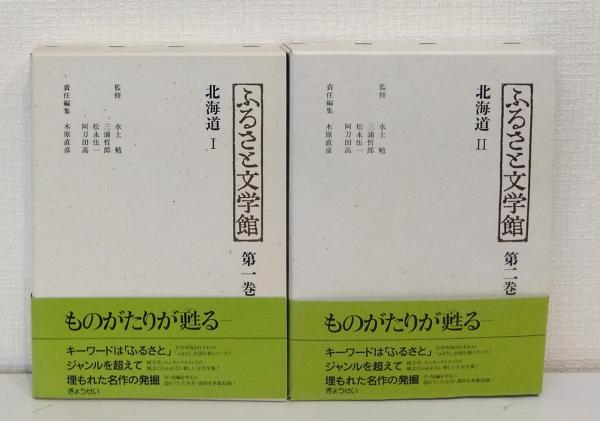 ふるさと文学館
第一巻
北海道 I
監修
水上 勉
三浦哲郎
松永伍一
阿刀田高
責任編集 木原直彦
ものがたりが甦る―
キーワードは「ふるさと」
ジャンルを超えて
埋もれた名作の発掘
ぎょうせい
ふるさと文学館
第二巻
北海道 II
監修
水上 勉
三浦哲郎
松永伍一
阿刀田高
責任編集 木原直彦
ものがたりが甦る―
キーワードは「ふるさと」
ジャンルを超えて
埋もれた名作の発掘
ぎょうせい